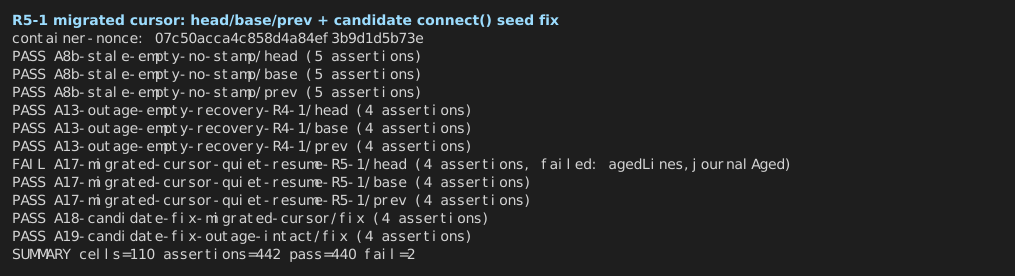 R5-1 migrated cursor: head/base/prev + candidate connect() seed fix
container-nonce: 07c50acca4c858d4a84ef3b9d1d5b73e
PASS A8b-stale-empty-no-stamp/head (5 assertions)
PASS A8b-stale-empty-no-stamp/base (5 assertions)
PASS A8b-stale-empty-no-stamp/prev (5 assertions)
PASS A13-outage-empty-recovery-R4-1/head (4 assertions)
PASS A13-outage-empty-recovery-R4-1/base (4 assertions)
PASS A13-outage-empty-recovery-R4-1/prev (4 assertions)
FAIL A17-migrated-cursor-quiet-resume-R5-1/head (4 assertions, failed: agedLines,journalAged)
PASS A17-migrated-cursor-quiet-resume-R5-1/base (4 assertions)
PASS A17-migrated-cursor-quiet-resume-R5-1/prev (4 assertions)
PASS A18-candidate-fix-migrated-cursor/fix (4 assertions)
PASS A19-candidate-fix-outage-intact/fix (4 assertions)
SUMMARY cells=110 assertions=442 pass=440 fail=2